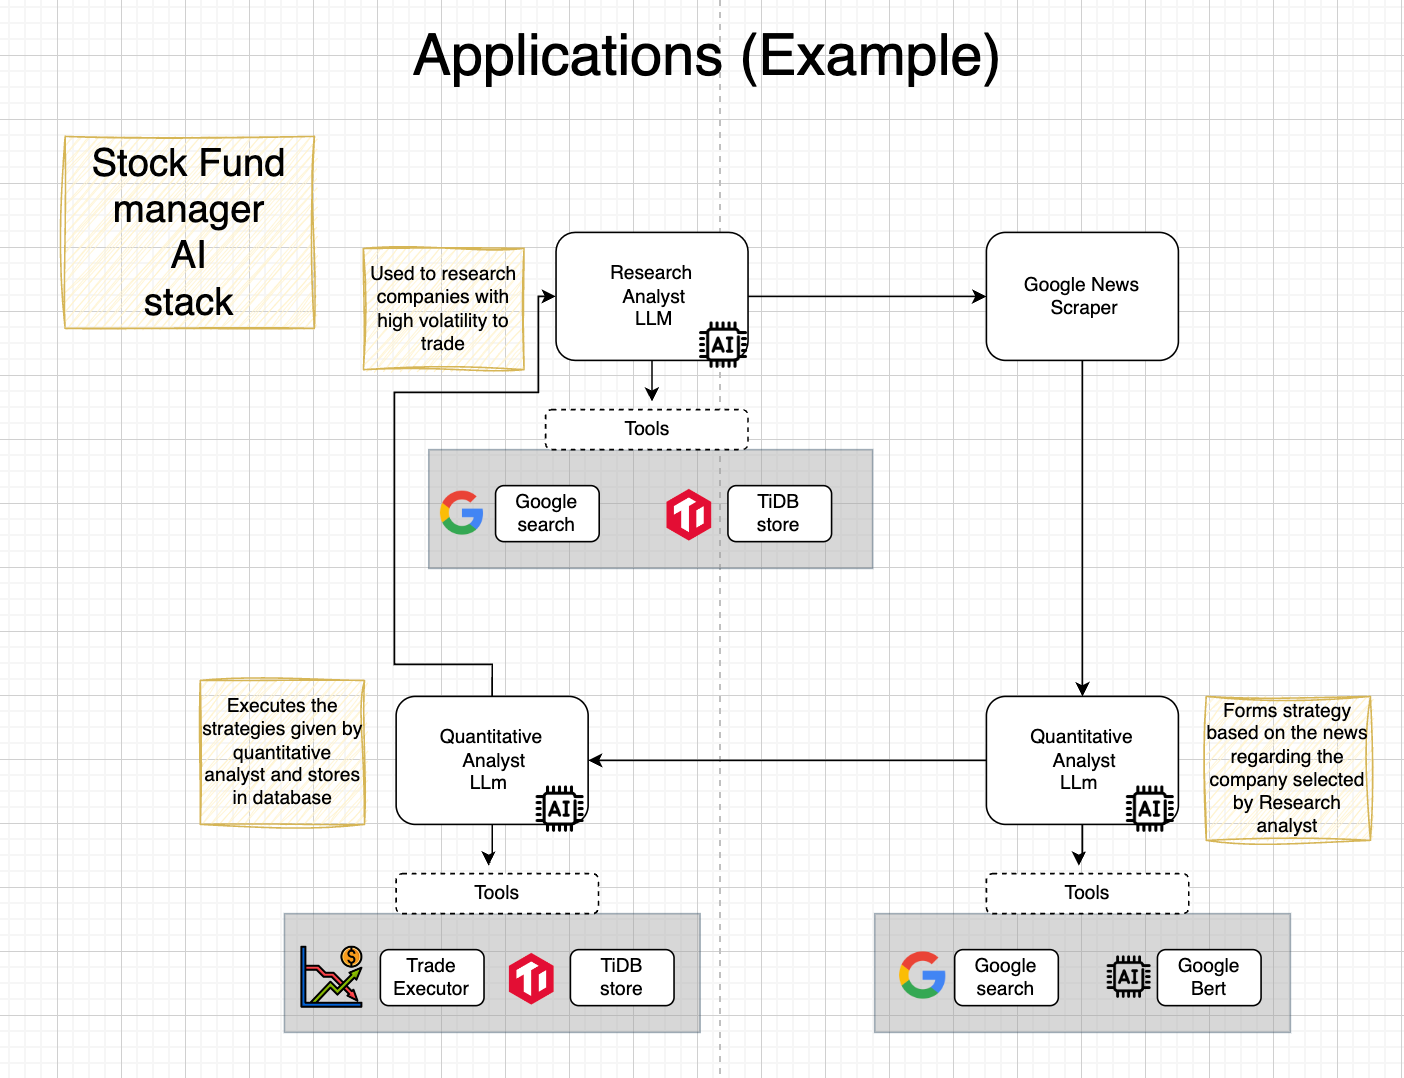 Applications (Example)
Stock Fund
manager
AI
stack
Used to research
companies with
high volatility to
trade
Research
Analyst
LLM
AI
Google News
Scraper
Tools
Google
search
TiDB
store
Executes the
strategies given by
quantitative
analyst and stores
in database
Quantitative
Analyst
LLm
AI
Quantitative
Analyst
LLm
AI
Forms strategy
based on the news
regarding the
company selected
by Research
analyst
Tools
Trade
Executor
TiDB
store
Tools
Google
search
AI
Google
Bert